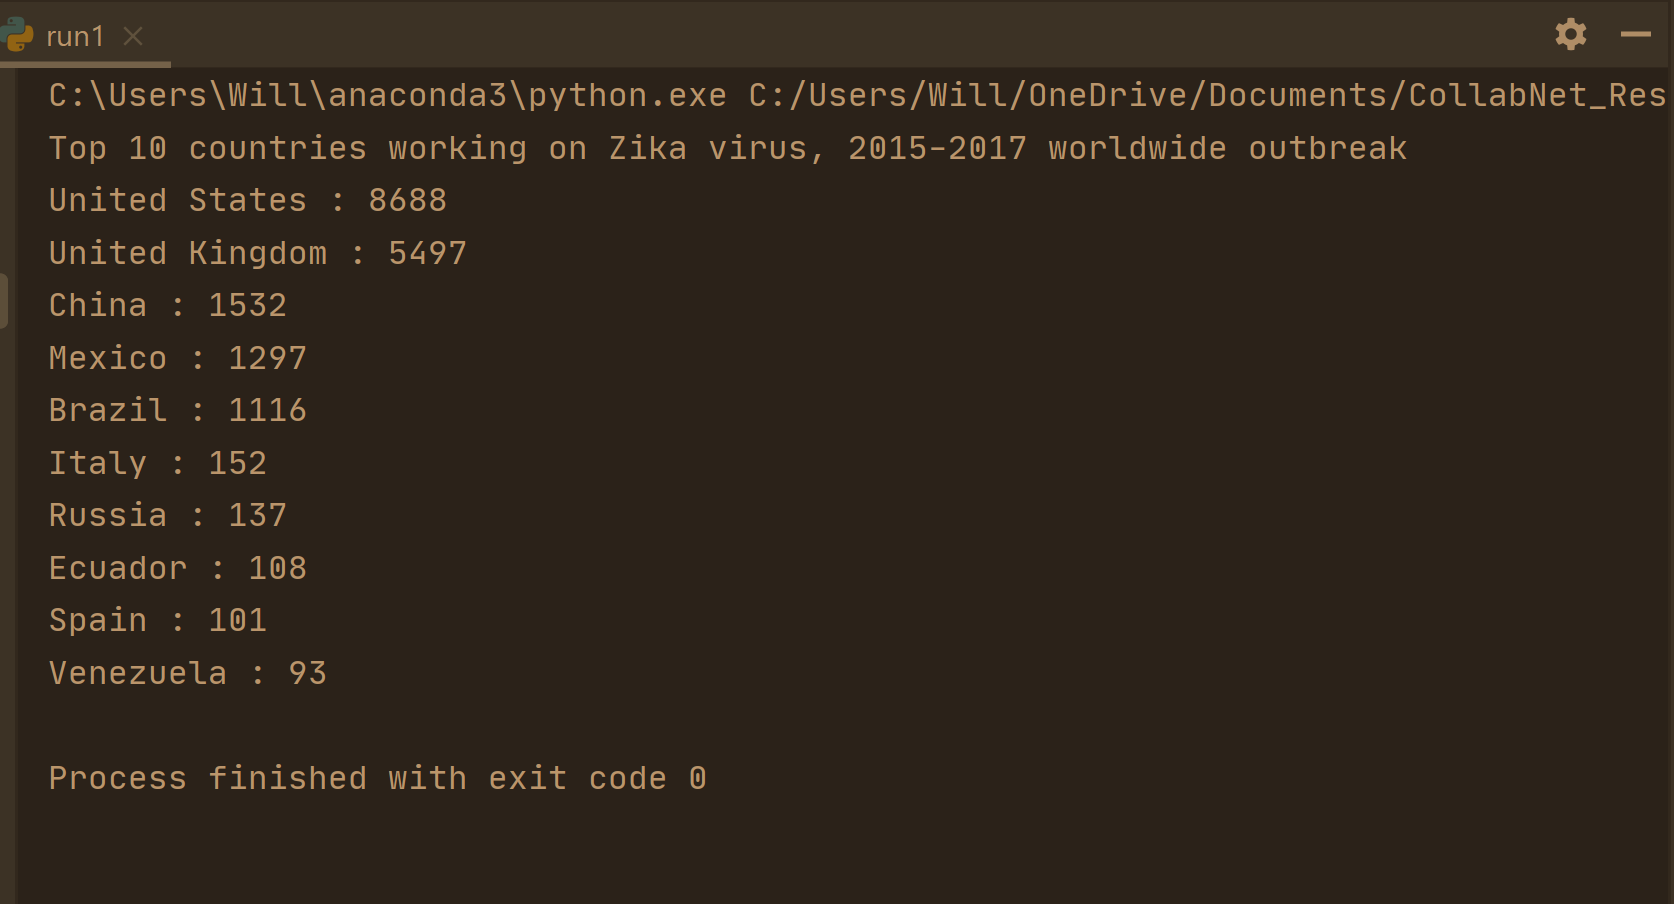 run1
C:\Users\Will\anaconda3\python.exe C:/Users/Will/OneDrive/Documents/CollabNet_Res
Top 10 countries working on Zika virus, 2015-2017 worldwide outbreak
United States : 8688
United Kingdom : 5497
China : 1532
Mexico : 1297
Brazil : 1116
Italy : 152
Russia : 137
Ecuador : 108
Spain : 101
Venezuela : 93
Process finished with exit code 0